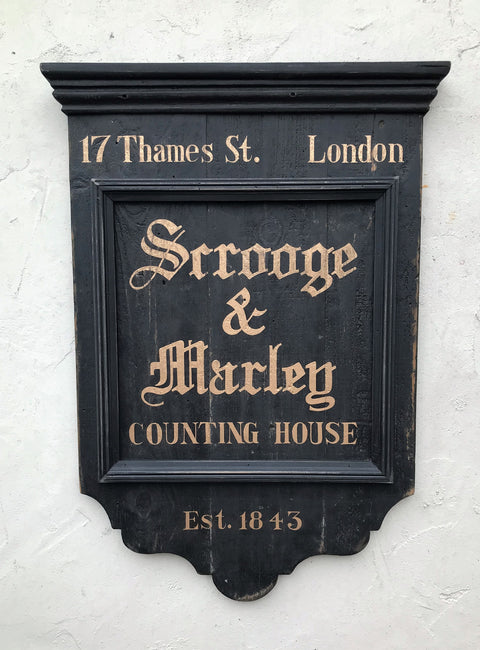 17 Thames St. London
Scrooge
&
Marley
COUNTING HOUSE
Est. 1843